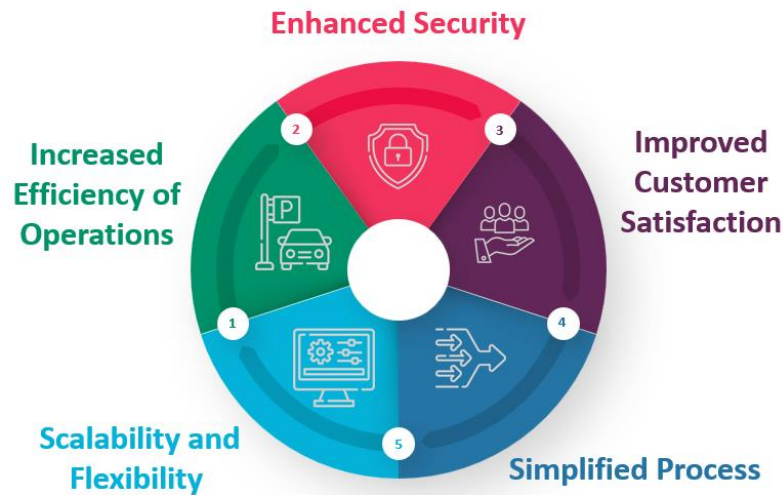 Enhanced Security
Increased
Efficiency of
Operations
Improved
Customer
Satisfaction
2
3
P
1
4
5
Scalability and
Flexibility
Simplified Process